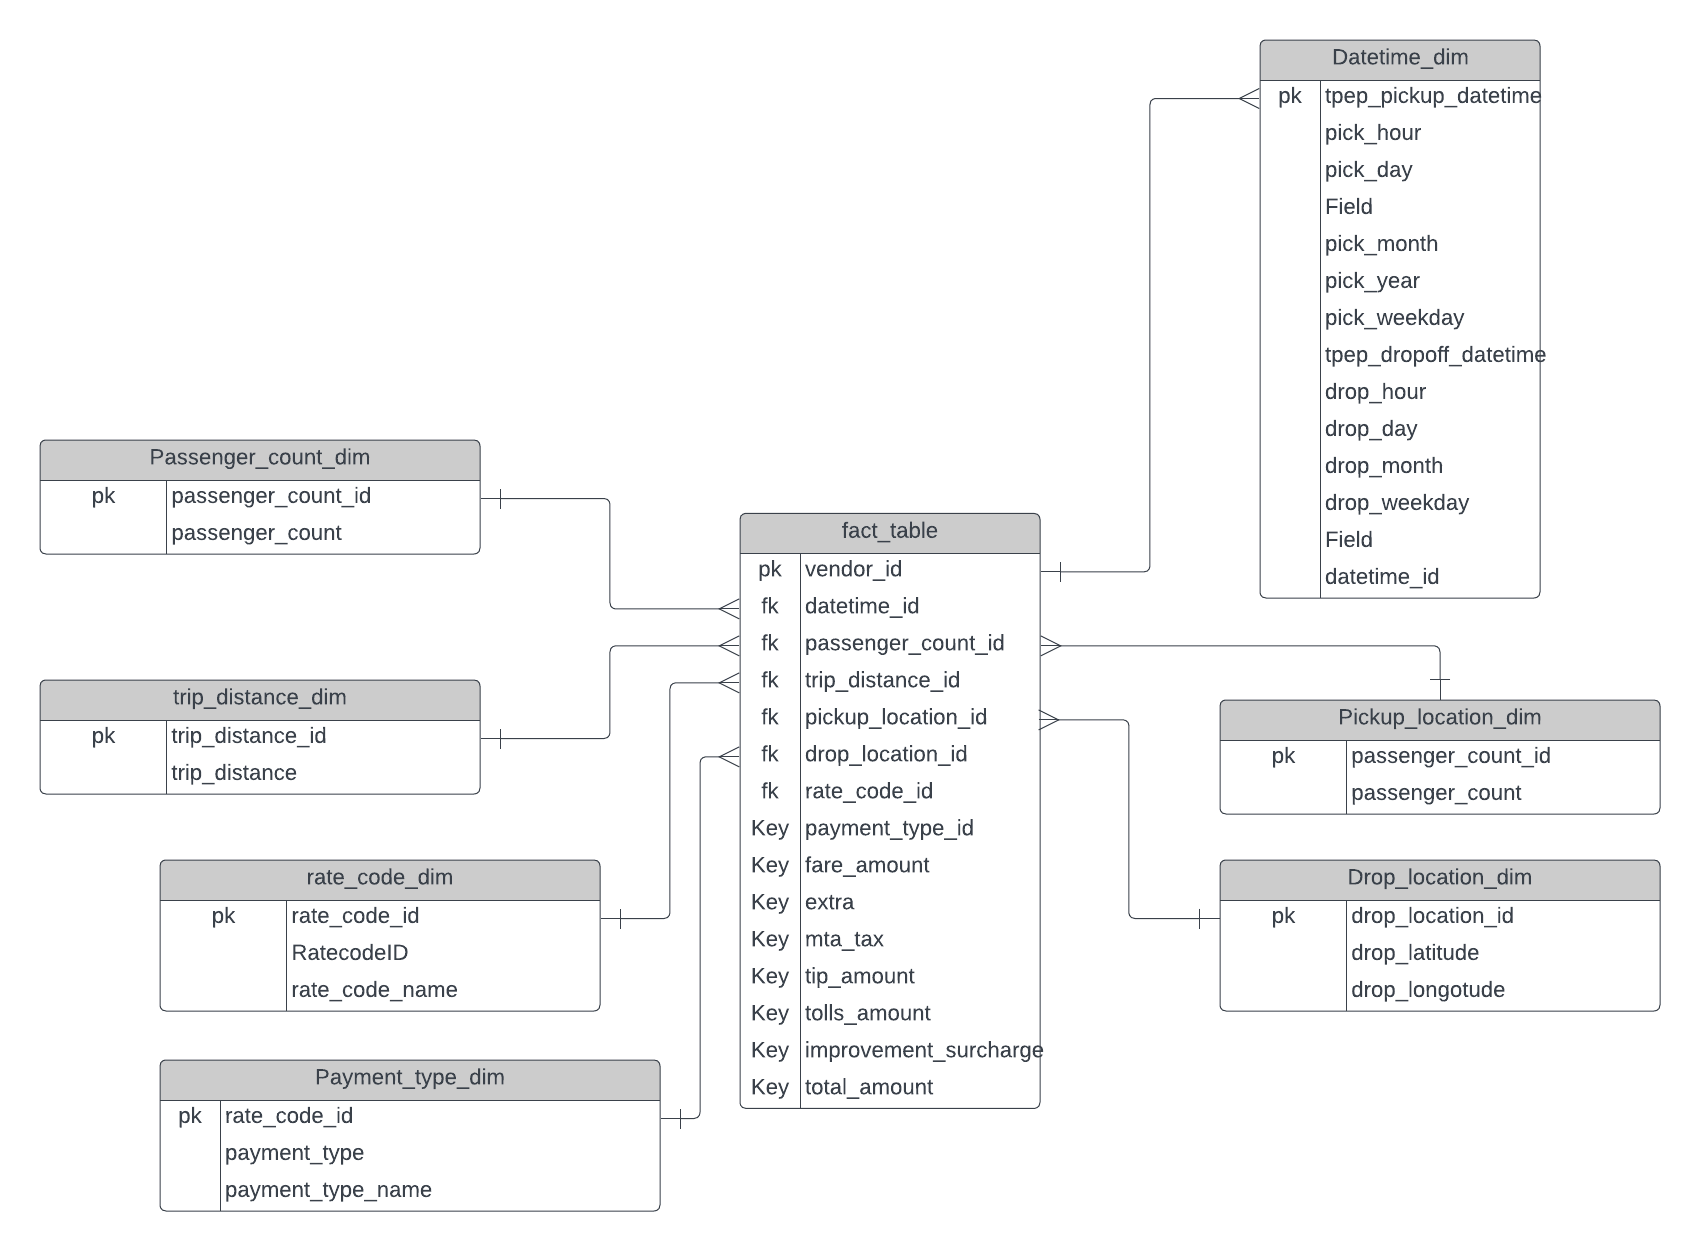 Datetime_dim
pk tpep_pickup_datetime
pick_hour
pick_day
Field
pick_month
pick_year
pick_weekday
tpep_dropoff_datetime
drop_hour
drop_day
drop_month
drop_weekday
Field
datetime_id
Passenger_count_dim
pk passenger_count_id
passenger_count
trip_distance_dim
pk trip_distance_id
trip_distance
rate_code_dim
pk rate_code_id
RatecodeID
rate_code_name
Payment_type_dim
pk rate_code_id
payment_type
payment_type_name
fact_table
pk vendor_id
fk datetime_id
fk passenger_count_id
fk trip_distance_id
fk pickup_location_id
fk drop_location_id
fk rate_code_id
Key payment_type_id
Key fare_amount
Key extra
Key mta_tax
Key tip_amount
Key tolls_amount
Key improvement_surcharge
Key total_amount
Pickup_location_dim
pk passenger_count_id
passenger_count
Drop_location_dim
pk drop_location_id
drop_latitude
drop_longotude